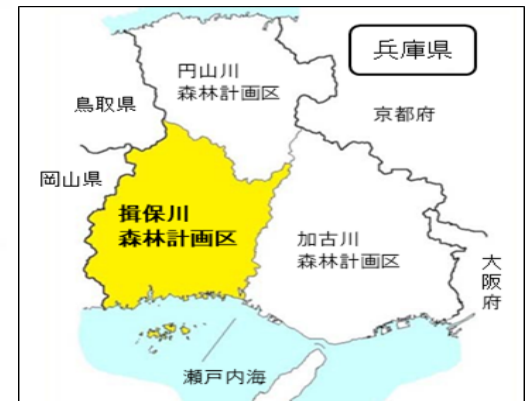 兵庫県
円山川
森林計画区
鳥取県
京都府
岡山県
揖保川
森林計画区
加古川
森林計画区
大阪府
瀬戸内海